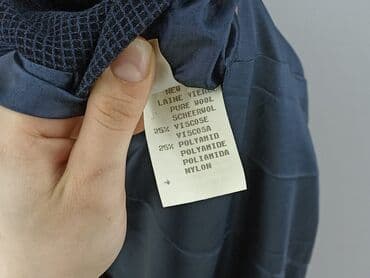 NEW
LAINE VIERGE
PURE WOOL
SCHEERWOL
25% VISCOSE
VISCOSA
25% POLYAMID
POLYAMIDE
POLIAMIDA
NYLON